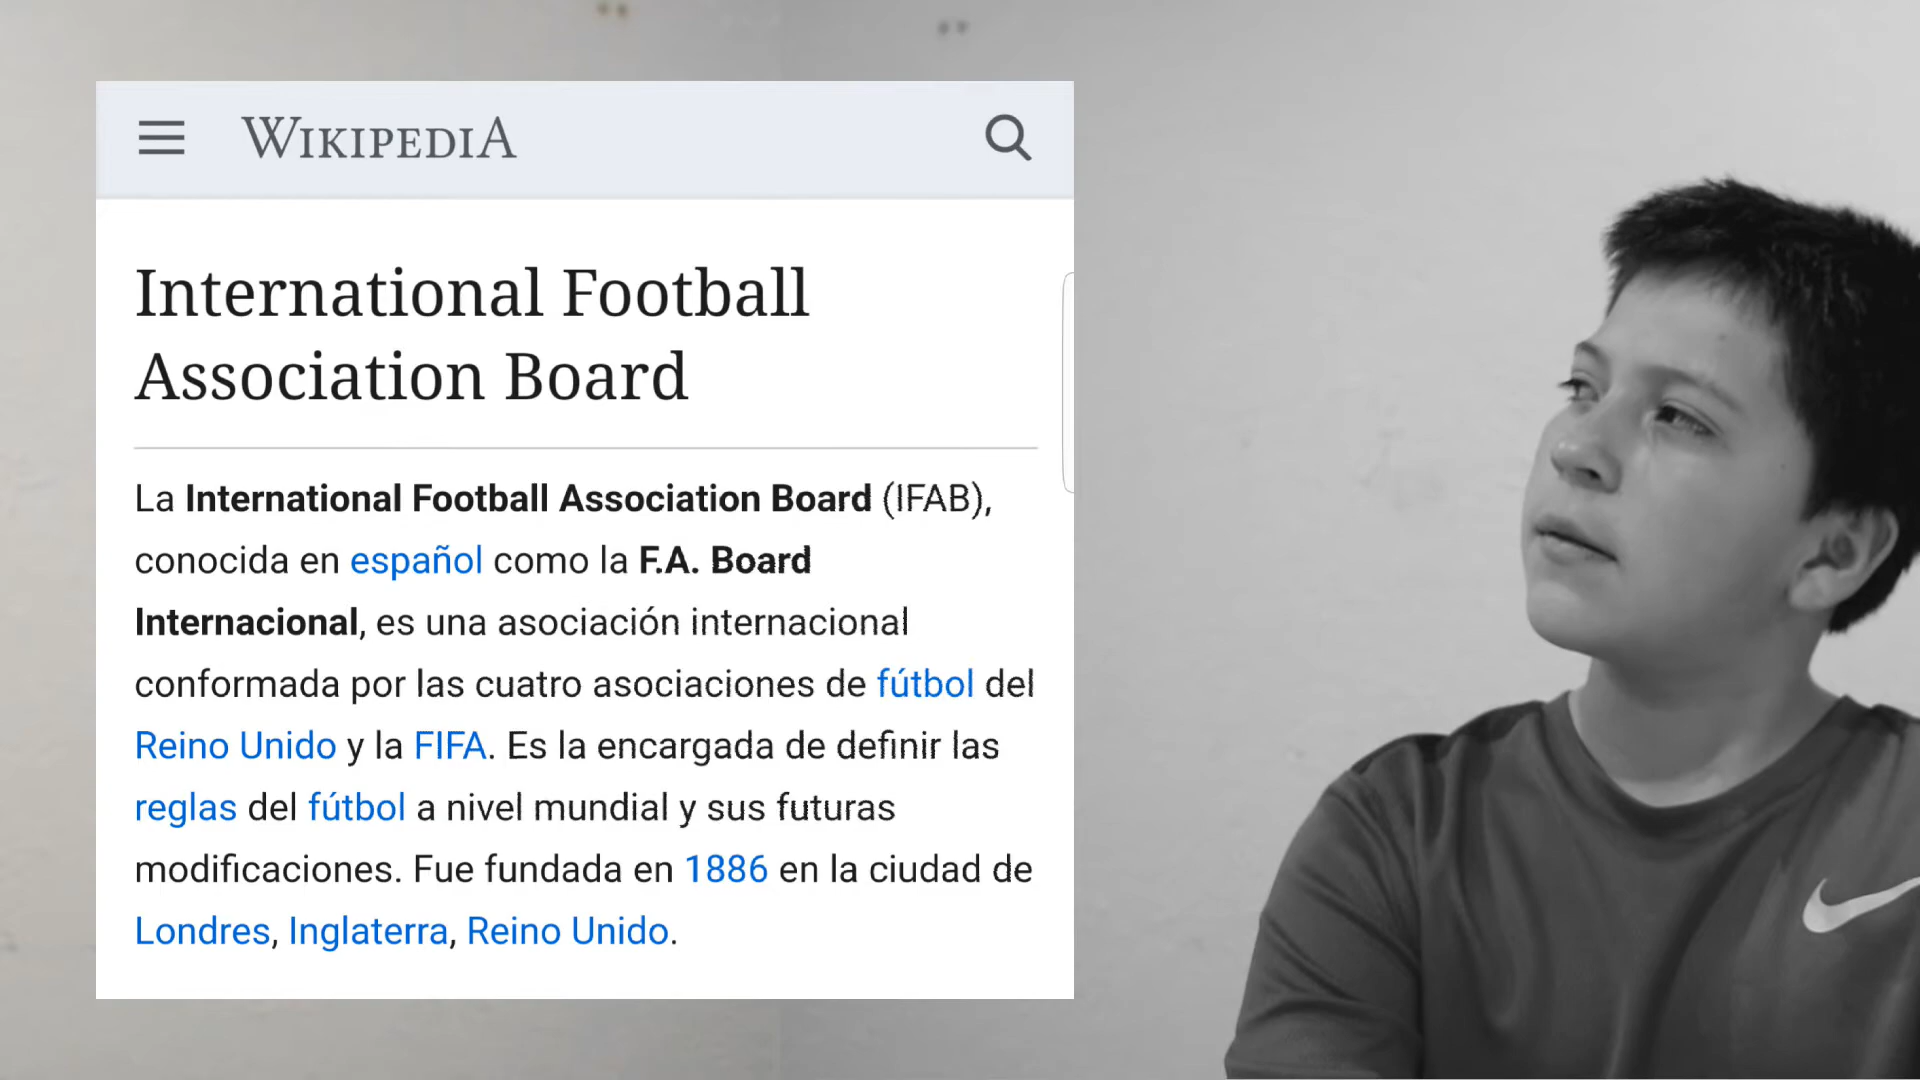 WIKIPEDIA
International Football
Association Board
La International Football Association Board (IFAB),
conocida en español como la F.A. Board
Internacional, es una asociación internacional
conformada por las cuatro asociaciones de fútbol del
Reino Unido y la FIFA. Es la encargada de definir las
reglas del fútbol a nivel mundial y sus futuras
modificaciones. Fue fundada en 1886 en la ciudad de
Londres, Inglaterra, Reino Unido.